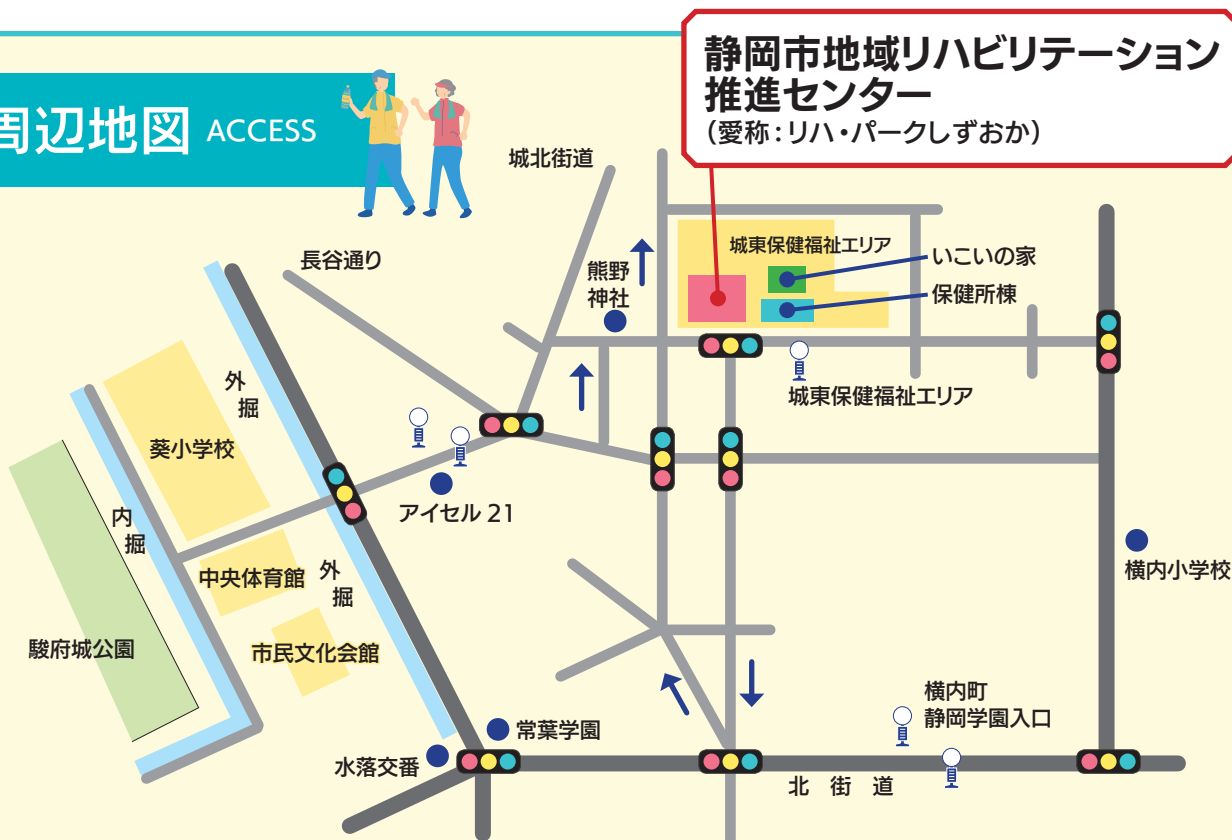 周辺地図 ACCESS
静岡市地域リハビリテーション
推進センター
（愛称：リハ・パークしずおか）
城北街道
長谷通り
熊野
神社
城東保健福祉エリア
いこいの家
保健所棟
城東保健福祉エリア
外
掘
葵小学校
アイセル 21
内
掘
中央体育館
外
掘
横内小学校
駿府城公園
市民文化会館
横内町
静岡学園入口
常葉学園
水落交番
北街道